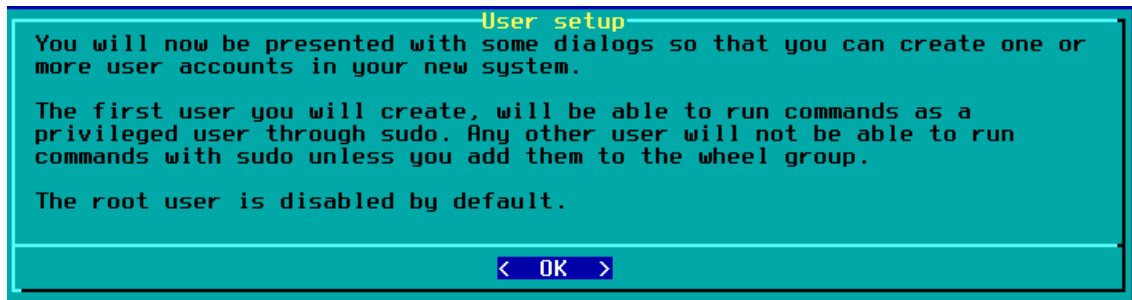 User setup
You will now be presented with some dialogs so that you can create one or
more user accounts in your new system.
The first user you will create, will be able to run commands as a
privileged user through sudo. Any other user will not be able to run
commands with sudo unless you add them to the wheel group.
The root user is disabled by default.
< OK >